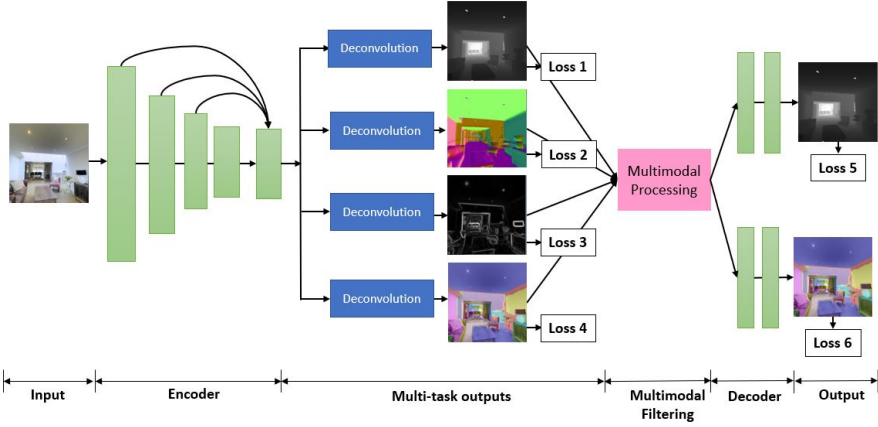 Deconvolution
Loss 1
Deconvolution
Loss 2
Deconvolution
Loss 3
Deconvolution
Loss 4
Multimodal
Processing
Loss 5
Loss 6
Input
Encoder
Multi-task outputs
Multimodal
Filtering
Decoder
Output